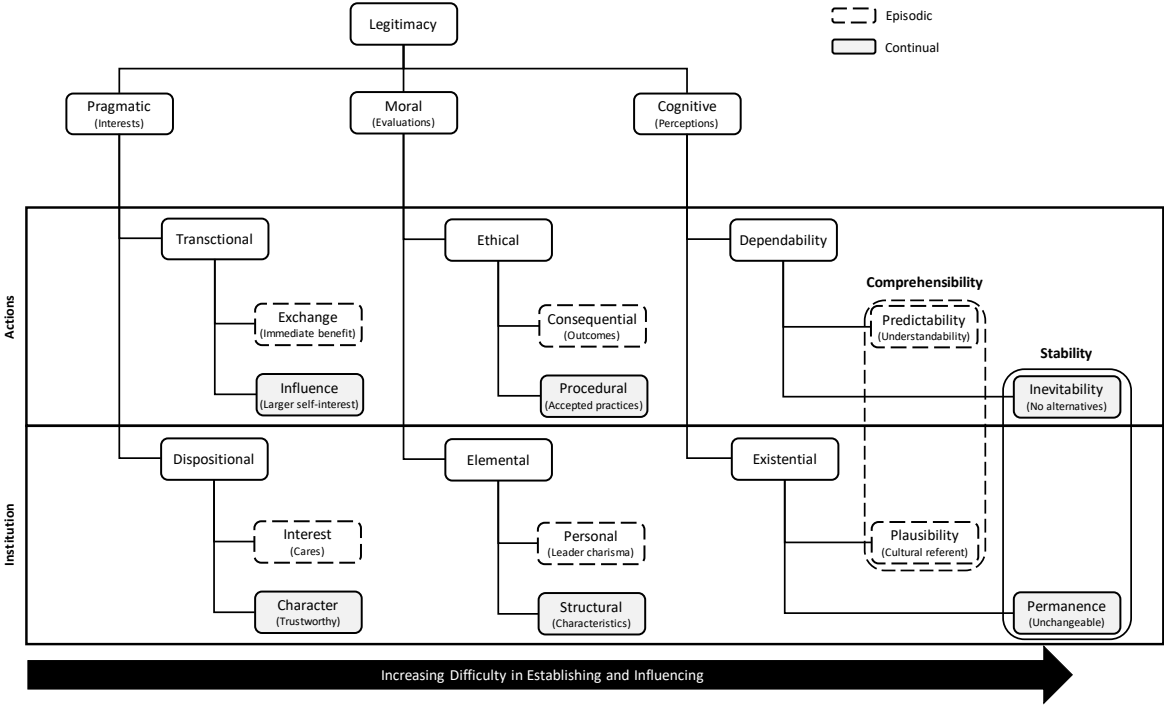 Legitimacy
Episodic
Continual
Pragmatic
(Interests)
Moral
(Evaluations)
Cognitive
(Perceptions)
Actions
Transctional
Ethical
Dependability
Comprehensibility
Exchange
(Immediate benefit)
Consequential
(Outcomes)
Predictability
(Understandability)
Stability
Influence
(Larger self-interest)
Procedural
(Accepted practices)
Inevitability
(No alternatives)
Institution
Dispositional
Elemental
Existential
Interest
(Cares)
Personal
(Leader charisma)
Plausibility
(Cultural referent)
Character
(Trustworthy)
Structural
(Characteristics)
Permanence
(Unchangeable)
Increasing Difficulty in Establishing and Influencing